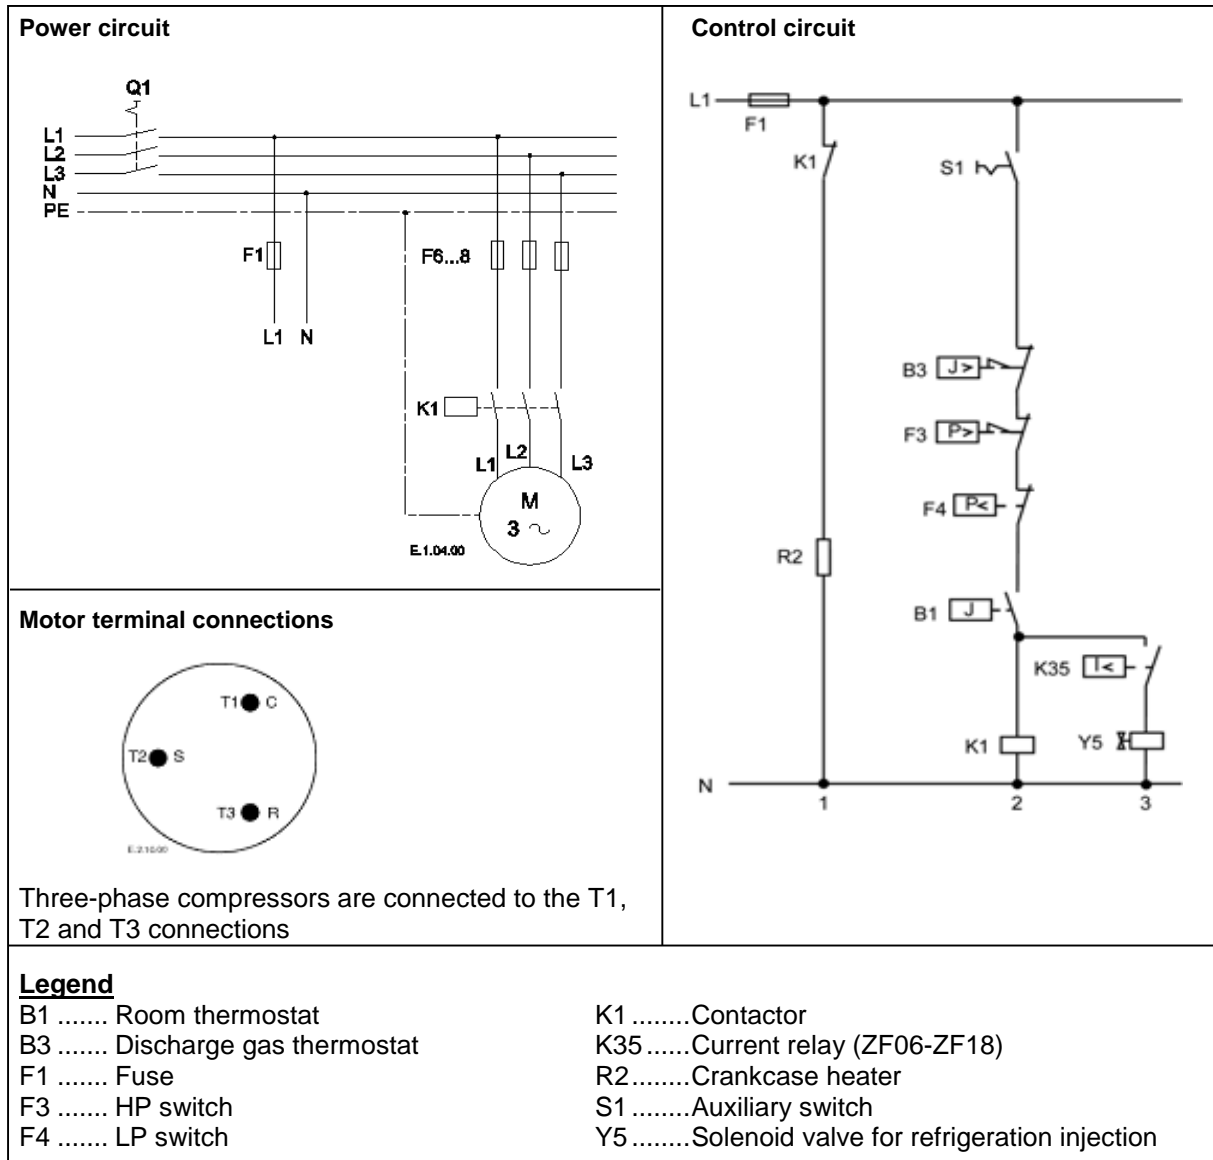 Power circuit
Q1
L1
L2
L3
N
PE
F1
F6...8
L1 N
K1
L1
L2
L3
M
3 ~
E.1.04.00
Motor terminal connections
T1 C
T2 S
T3 R
E.2.10.00
Three-phase compressors are connected to the T1,
T2 and T3 connections
Control circuit
L1
F1
K1
S1
B3 J>
F3 P>
F4 P<
R2
B1 J
K35 I<
K1
Y5
N
1
2
3
Legend
B1 ....... Room thermostat
B3 ....... Discharge gas thermostat
F1 ....... Fuse
F3 ....... HP switch
F4 ....... LP switch
K1 ........Contactor
K35 ......Current relay (ZF06-ZF18)
R2 ........Crankcase heater
S1 ........Auxiliary switch
Y5 ........Solenoid valve for refrigeration injection